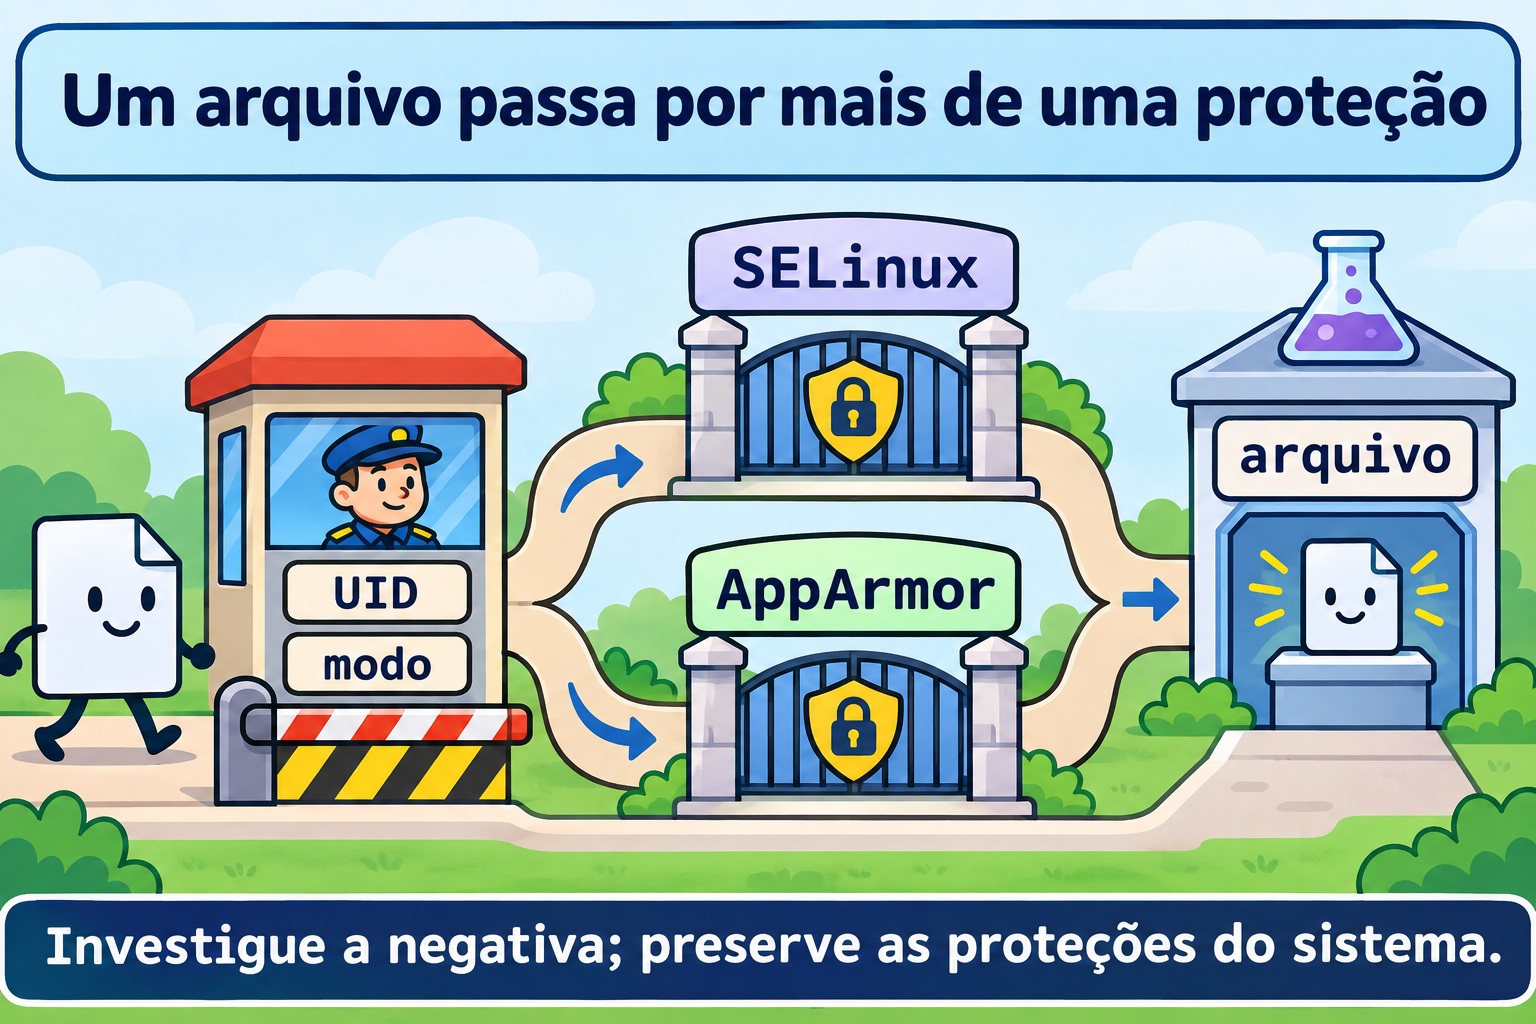 Um arquivo passa por mais de uma proteção
SELinux
arquivo
UID
modo
AppArmor
Investigue a negativa; preserve as proteções do sistema.